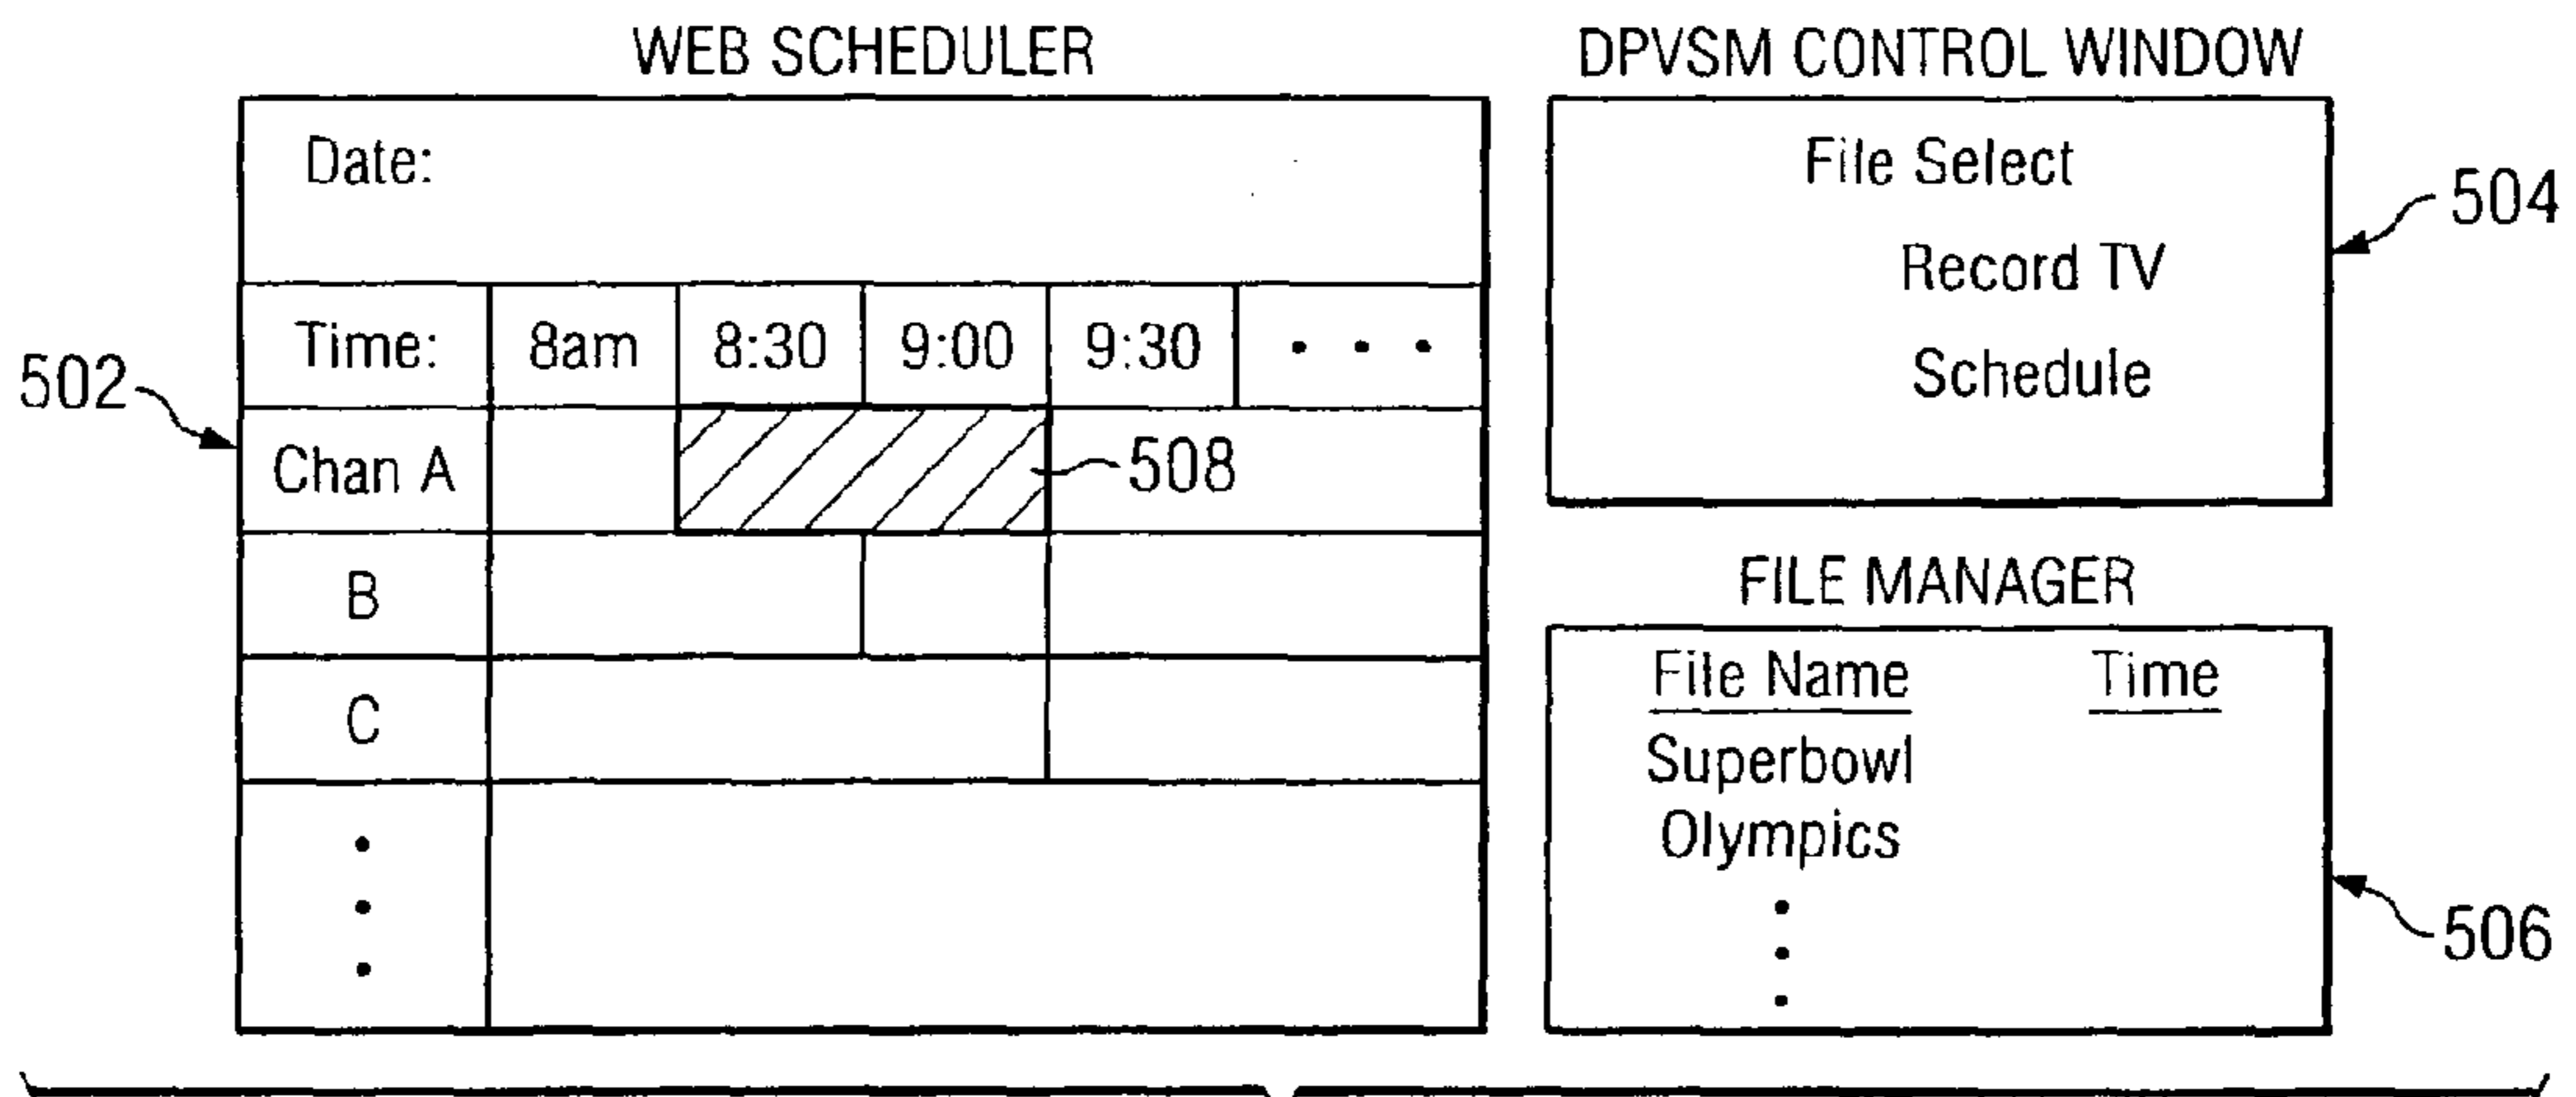 WEB SCHEDULER
Date:
Time: 8am 8:30 9:00 9:30 . . .
502
Chan A 508
B
C
DPVSM CONTROL WINDOW
File Select
504
Record TV
Schedule
FILE MANAGER
File Name Time
Superbowl
Olympics
506